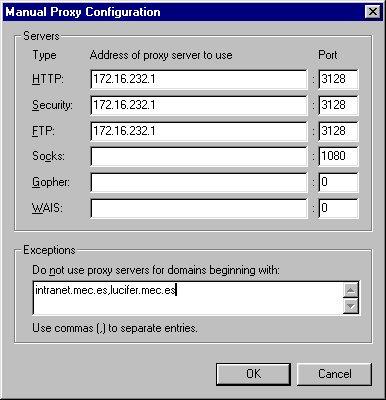 Manual Proxy Configuration
Servers
Type Address of proxy server to use Port
HTTP: 172.16.232.1 : 3128
Security: 172.16.232.1 : 3128
FTP: 172.16.232.1 : 3128
Socks: : 1080
Gopher: : 0
WAIS: : 0
Exceptions
Do not use proxy servers for domains beginning with:
intranet.mec.es,lucifer.mec.es
Use commas (,) to separate entries.
OK Cancel